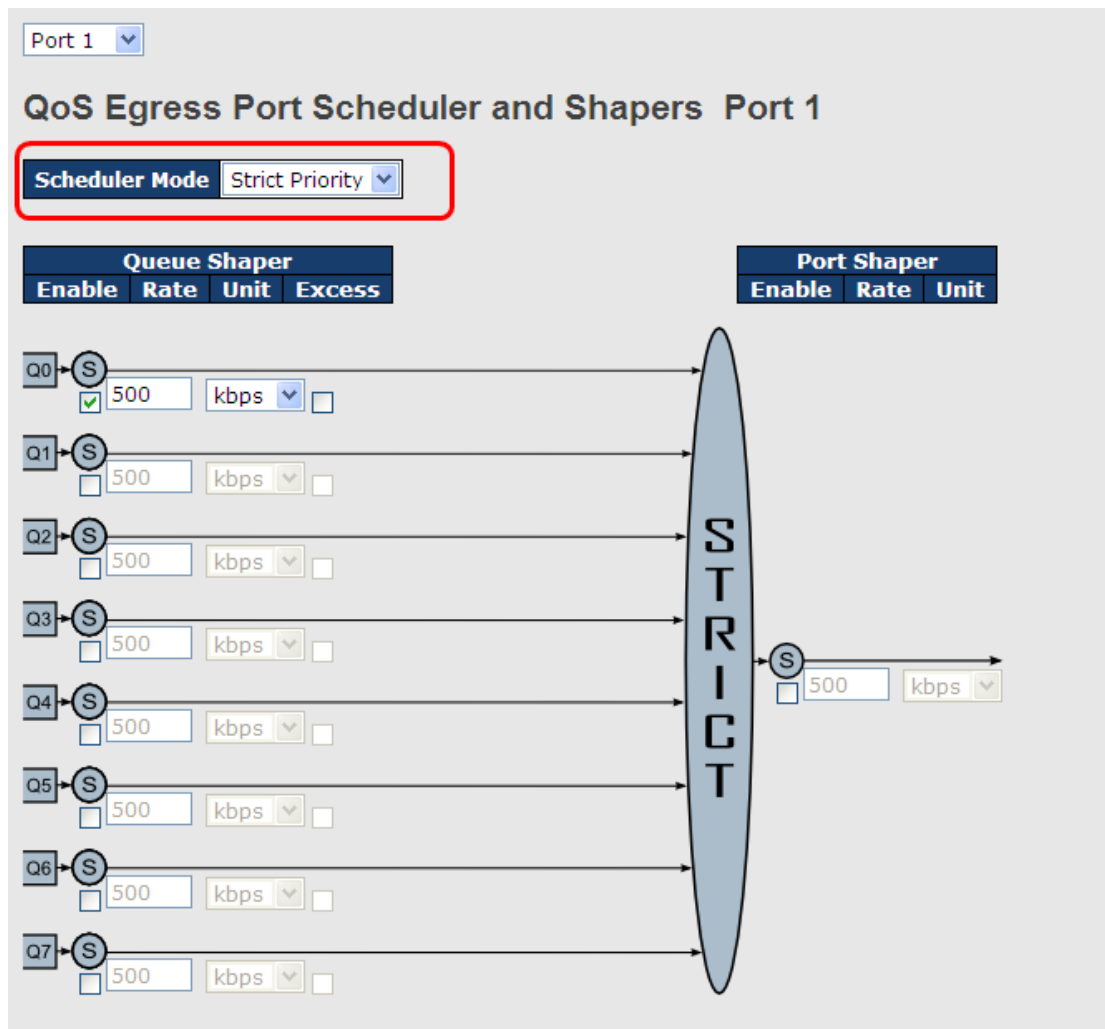 Port 1
QoS Egress Port Scheduler and Shapers Port 1
Scheduler Mode Strict Priority
Queue Shaper
Enable Rate Unit Excess
Port Shaper
Enable Rate Unit
Q0 S
500 kbps
Q1 S
500 kbps
Q2 S
500 kbps
Q3 S
500 kbps
Q4 S
500 kbps
Q5 S
500 kbps
Q6 S
500 kbps
Q7 S
500 kbps
STRICT
S
500 kbps